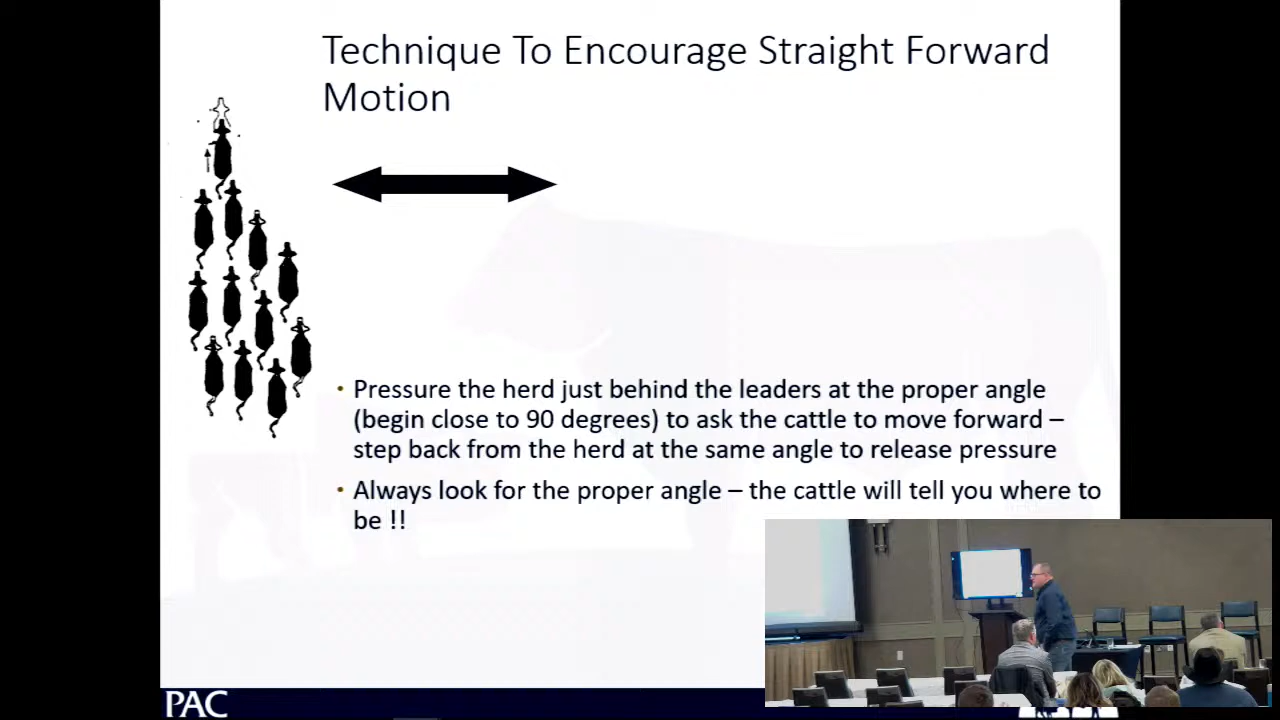 Technique To Encourage Straight Forward
Motion
• Pressure the herd just behind the leaders at the proper angle
(begin close to 90 degrees) to ask the cattle to move forward –
step back from the herd at the same angle to release pressure
• Always look for the proper angle – the cattle will tell you where to
be !!
PAC